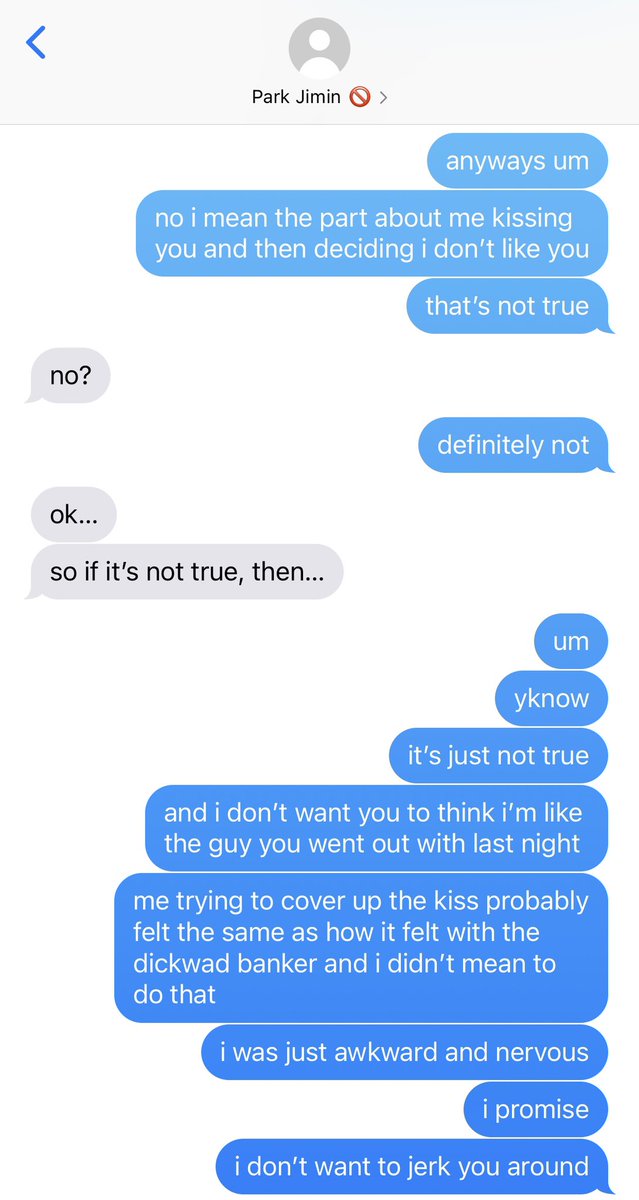 Park Jimin 🚫
anyways um
no i mean the part about me kissing
you and then deciding i don’t like you
that’s not true
no?
definitely not
ok...
so if it’s not true, then...
um
yknow
it’s just not true
and i don’t want you to think i’m like
the guy you went out with last night
me trying to cover up the kiss probably
felt the same as how it felt with the
dickwad banker and i didn’t mean to
do that
i was just awkward and nervous
i promise
i don’t want to jerk you around